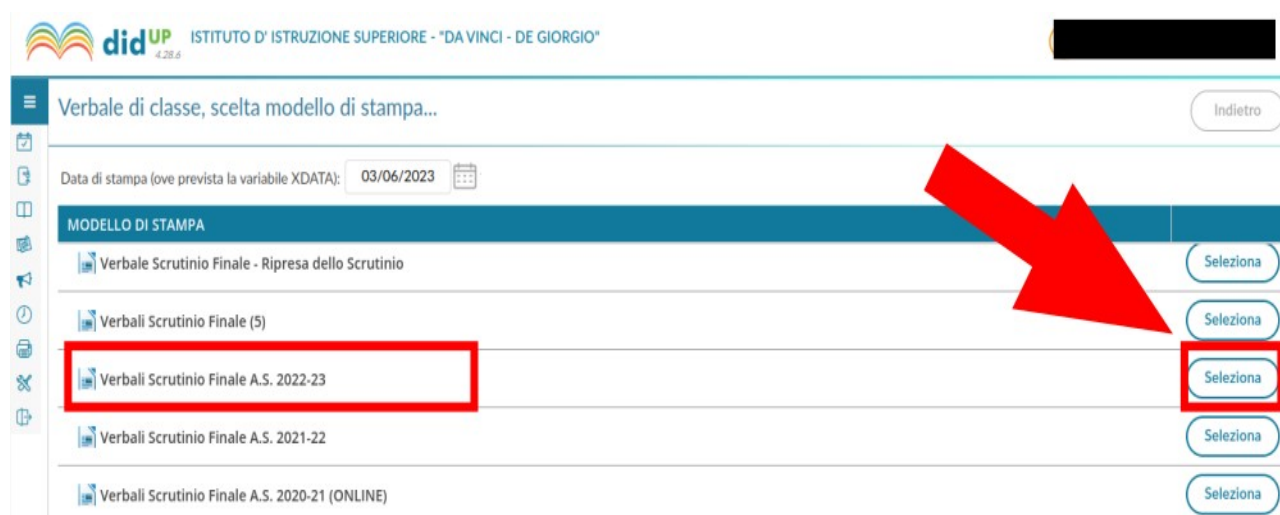 didUP ISTITUTO D' ISTRUZIONE SUPERIORE - "DA VINCI - DE GIORGIO"
4.28.6
Verbale di classe, scelta modello di stampa...
Indietro
Data di stampa (ove prevista la variabile XDATA): 03/06/2023
MODELLO DI STAMPA
Verbale Scrutinio Finale - Ripresa dello Scrutinio Seleziona
Verbali Scrutinio Finale (5) Seleziona
Verbali Scrutinio Finale A.S. 2022-23 Seleziona
Verbali Scrutinio Finale A.S. 2021-22 Seleziona
Verbali Scrutinio Finale A.S. 2020-21 (ONLINE) Seleziona